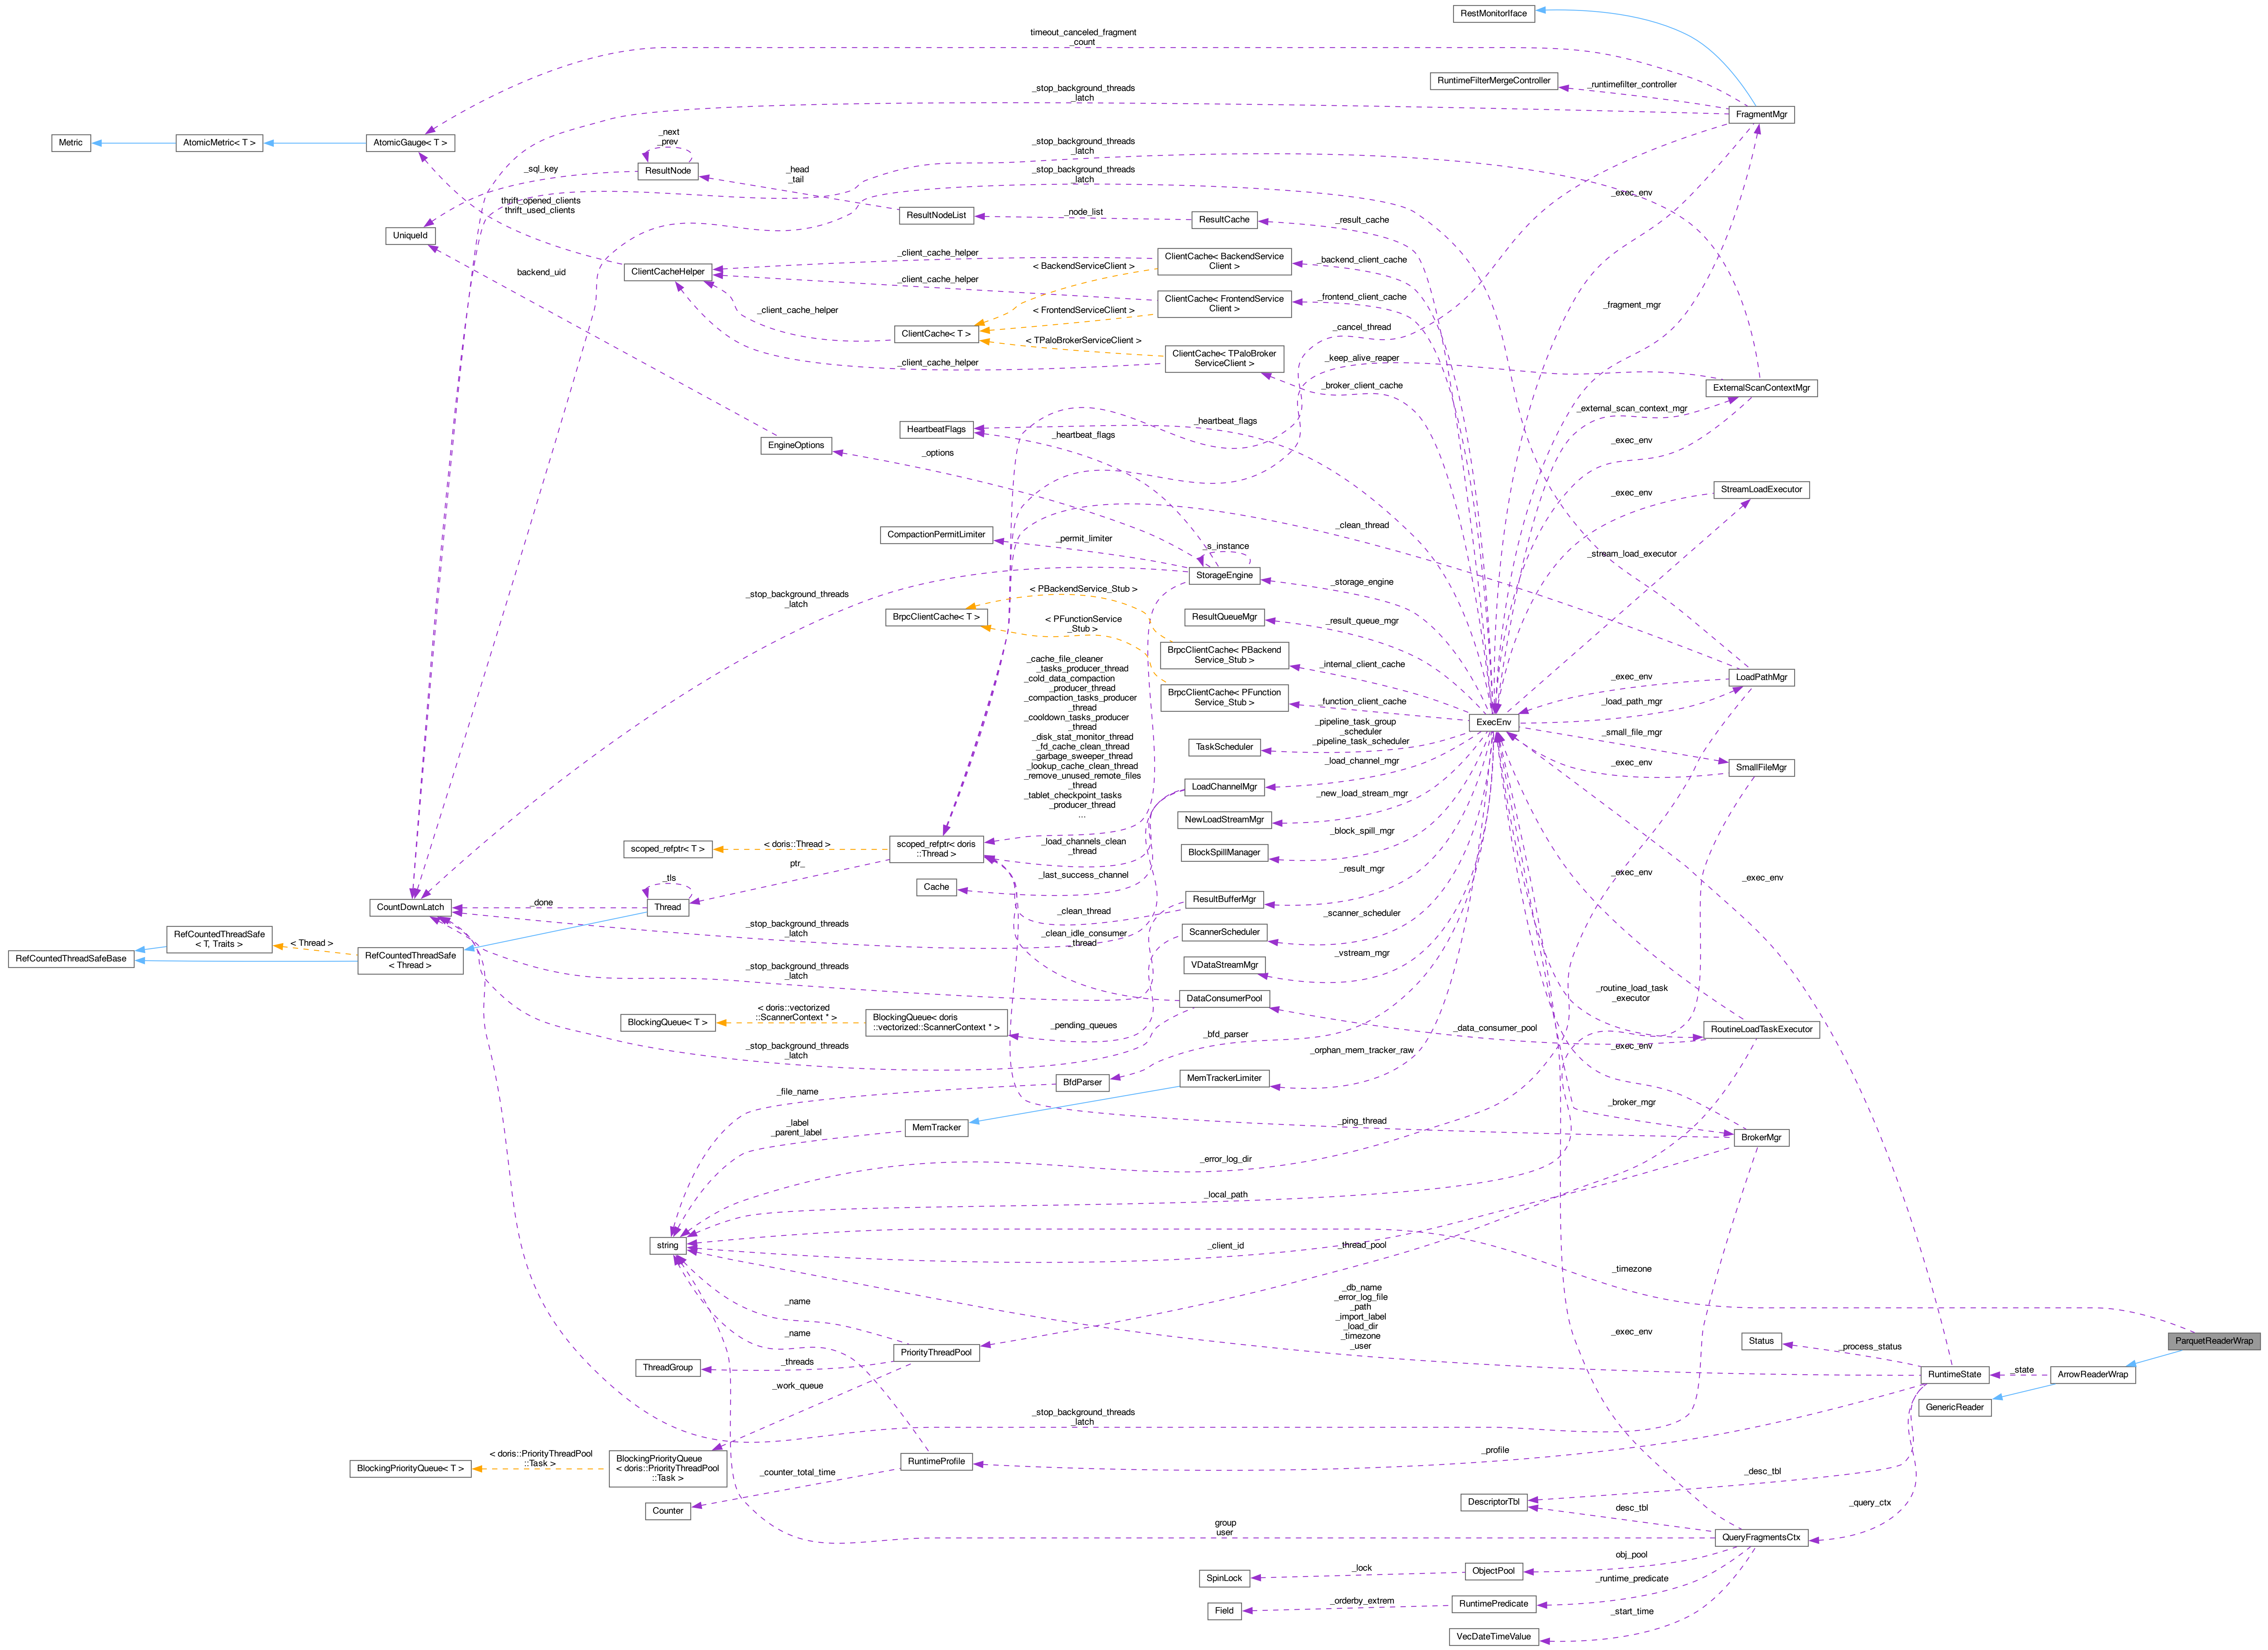 RestMonitorIface
timeout_canceled_fragment
_count
RuntimeFilterMergeController
_runtimefilter_controller
_stop_background_threads
_latch
FragmentMgr
Metric
AtomicMetric< T >
AtomicGauge< T >
_next
_prev
_stop_background_threads
_latch
ResultNode
_sql_key
_head
_tail
_stop_background_threads
_latch
_exec_env
thrift_opened_clients
thrift_used_clients
ResultNodeList
_node_list
ResultCache
_result_cache
UniqueId
ClientCache< BackendService
Client >
_client_cache_helper
_backend_client_cache
< BackendServiceClient >
backend_uid
ClientCacheHelper
_client_cache_helper
ClientCache< FrontendService
Client >
_frontend_client_cache
_fragment_mgr
_client_cache_helper
< FrontendServiceClient >
ClientCache< T >
_cancel_thread
< TPaloBrokerServiceClient >
ClientCache< TPaloBroker
ServiceClient >
_client_cache_helper
_keep_alive_reaper
_broker_client_cache
ExternalScanContextMgr
_external_scan_context_mgr
HeartbeatFlags
_heartbeat_flags
_heartbeat_flags
EngineOptions
_options
_exec_env
StreamLoadExecutor
_exec_env
CompactionPermitLimiter
_permit_limiter
_clean_thread
_s_instance
_stream_load_executor
StorageEngine
_storage_engine
_stop_background_threads
_latch
< PBackendService_Stub >
BrpcClientCache< T >
< PFunctionService
_Stub >
ResultQueueMgr
_result_queue_mgr
BrpcClientCache< PBackend
Service_Stub >
_internal_client_cache
LoadPathMgr
_exec_env
_load_path_mgr
BrpcClientCache< PFunction
Service_Stub >
_function_client_cache
ExecEnv
_cache_file_cleaner
_tasks_producer_thread
_cold_data_compaction
_producer_thread
_compaction_tasks_producer
_thread
_cooldown_tasks_producer
_thread
_disk_stat_monitor_thread
_fd_cache_clean_thread
_garbage_sweeper_thread
_lookup_cache_clean_thread
_remove_unused_remote_files
_thread
_tablet_checkpoint_tasks
_producer_thread
...
TaskScheduler
_pipeline_task_group
_scheduler
_pipeline_task_scheduler
_small_file_mgr
_exec_env
SmallFileMgr
LoadChannelMgr
_load_channel_mgr
NewLoadStreamMgr
_new_load_stream_mgr
scoped_refptr< T >
< doris::Thread >
scoped_refptr< doris
::Thread >
_load_channels_clean
_thread
BlockSpillManager
_block_spill_mgr
ptr_
_last_success_channel
_result_mgr
_exec_env
_exec_env
Cache
_tls
Thread
_done
CountDownLatch
ResultBufferMgr
_clean_thread
_scanner_scheduler
_stop_background_threads
_latch
_clean_idle_consumer
_thread
ScannerScheduler
RefCountedThreadSafe
< T, Traits >
< Thread >
RefCountedThreadSafe
< Thread >
RefCountedThreadSafeBase
VDataStreamMgr
_vstream_mgr
_stop_background_threads
_latch
DataConsumerPool
_routine_load_task
_executor
BlockingQueue< T >
< doris::vectorized
::ScannerContext * >
BlockingQueue< doris
::vectorized::ScannerContext * >
_pending_queues
_data_consumer_pool
RoutineLoadTaskExecutor
_bfd_parser
_exec_env
_stop_background_threads
_latch
_orphan_mem_tracker_raw
BfdParser
MemTrackerLimiter
_file_name
_broker_mgr
_label
_parent_label
MemTracker
_ping_thread
BrokerMgr
_error_log_dir
_local_path
string
_client_id
_thread_pool
_timezone
_name
_db_name
_error_log_file
_path
_import_label
_load_dir
_timezone
_user
_name
_exec_env
ParquetReaderWrap
Status
_process_status
PriorityThreadPool
ThreadGroup
_threads
RuntimeState
_state
ArrowReaderWrap
_work_queue
GenericReader
_stop_background_threads
_latch
_profile
BlockingPriorityQueue< T >
< doris::PriorityThreadPool
::Task >
BlockingPriorityQueue
< doris::PriorityThreadPool
::Task >
RuntimeProfile
_counter_total_time
_desc_tbl
Counter
DescriptorTbl
desc_tbl
_query_ctx
group
user
QueryFragmentsCtx
obj_pool
SpinLock
_lock
ObjectPool
_runtime_predicate
Field
_orderby_extrem
RuntimePredicate
_start_time
VecDateTimeValue